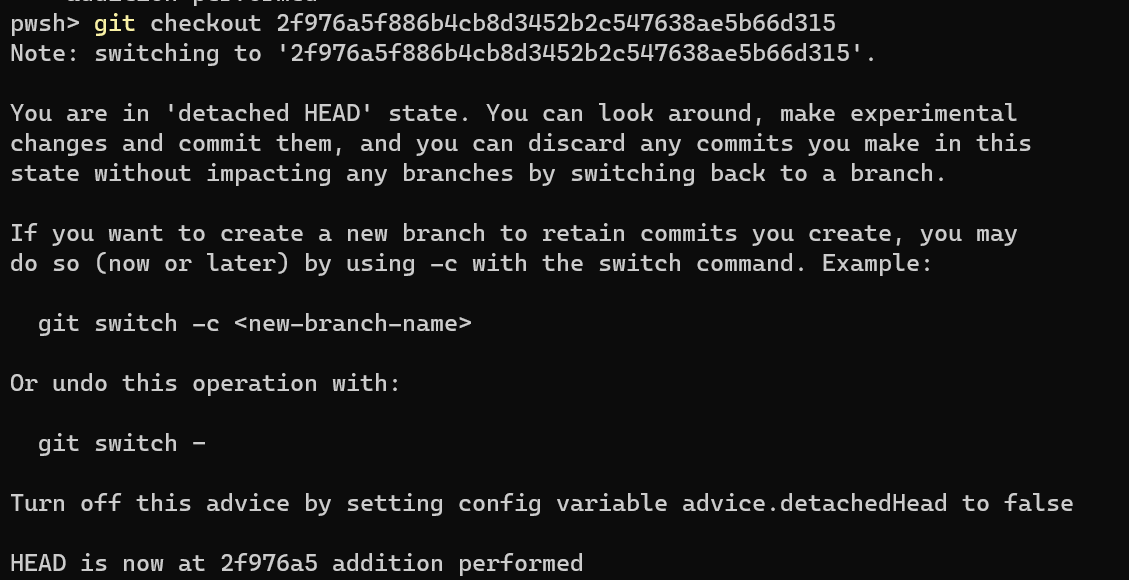 addition performed
pwsh> git checkout 2f976a5f886b4cb8d3452b2c547638ae5b66d315
Note: switching to '2f976a5f886b4cb8d3452b2c547638ae5b66d315'.
You are in 'detached HEAD' state. You can look around, make experimental
changes and commit them, and you can discard any commits you make in this
state without impacting any branches by switching back to a branch.
If you want to create a new branch to retain commits you create, you may
do so (now or later) by using -c with the switch command. Example:
git switch -c <new-branch-name>
Or undo this operation with:
git switch -
Turn off this advice by setting config variable advice.detachedHead to false
HEAD is now at 2f976a5 addition performed